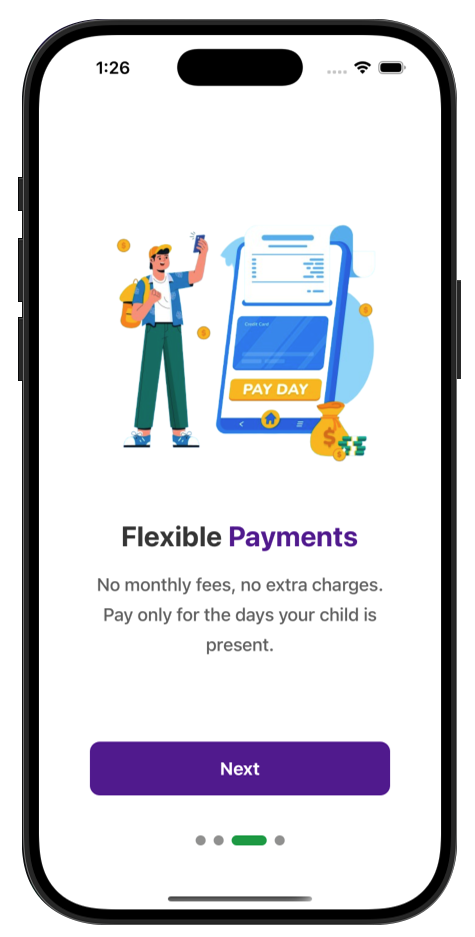 1:26
Credit Card
PAY DAY
Flexible Payments
No monthly fees, no extra charges.
Pay only for the days your child is
present.
Next